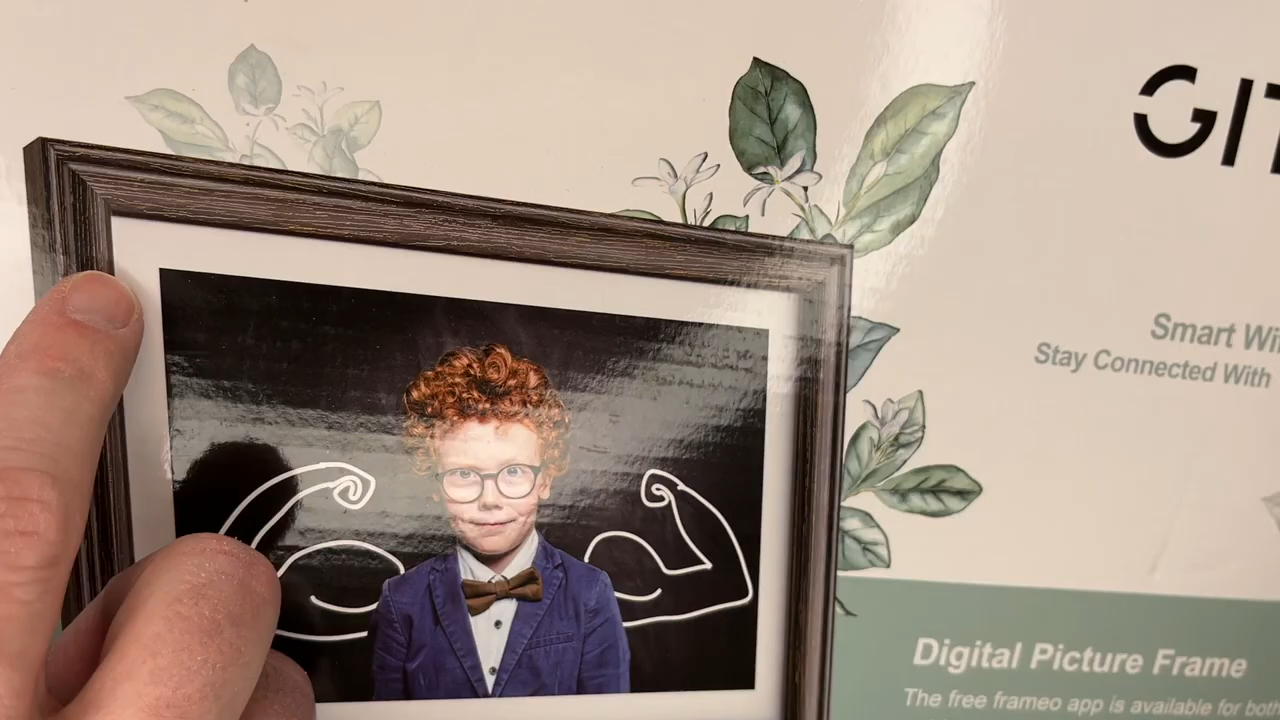 GIT
Smart Wi
Stay Connected With
Digital Picture Frame
The free frameo app is available for both